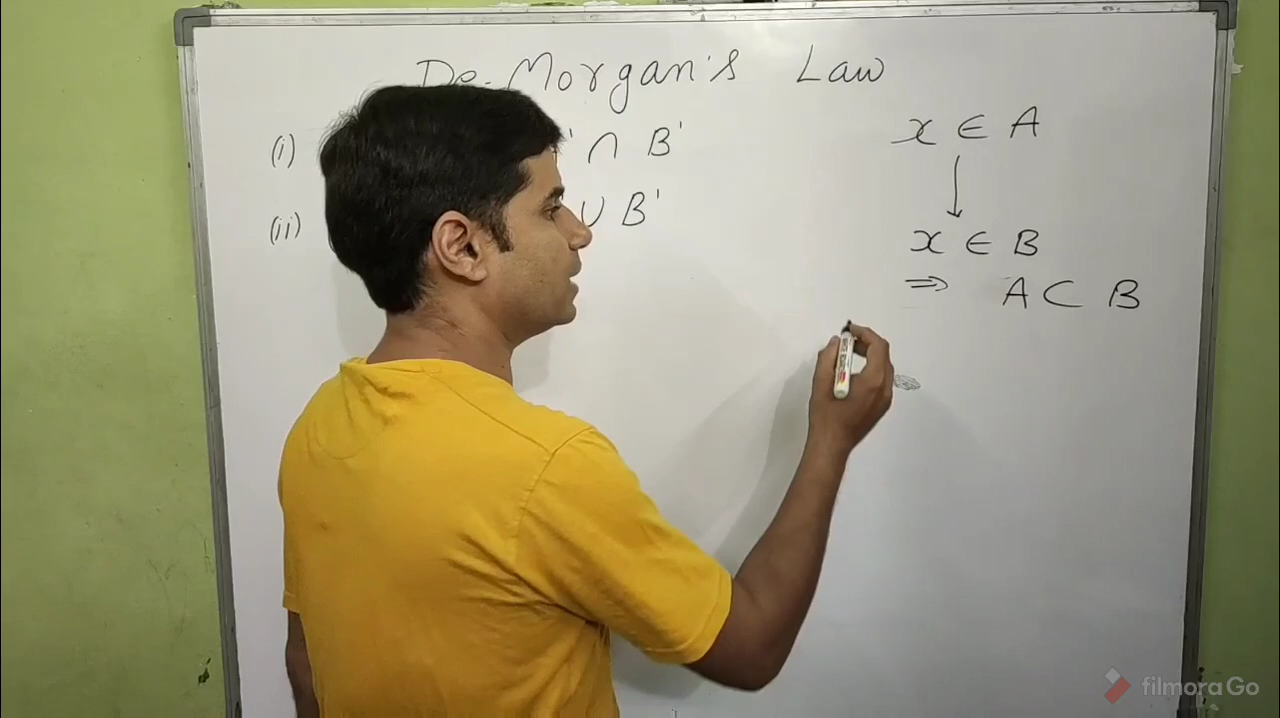 De-Morgan's Law
(i) ' ∩ B'
(ii) ∪ B'
x ∈ A
↓
x ∈ B
⇒ A ⊂ B
filmoraGo